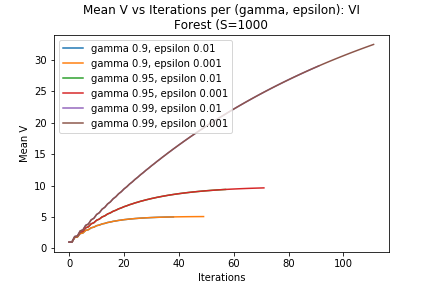 Mean V vs Iterations per (gamma, epsilon): VI
Forest (S=1000
gamma 0.9, epsilon 0.01
gamma 0.9, epsilon 0.001
gamma 0.95, epsilon 0.01
gamma 0.95, epsilon 0.001
gamma 0.99, epsilon 0.01
gamma 0.99, epsilon 0.001
Mean V
30
25
20
15
10
5
0
0 20 40 60 80 100
Iterations